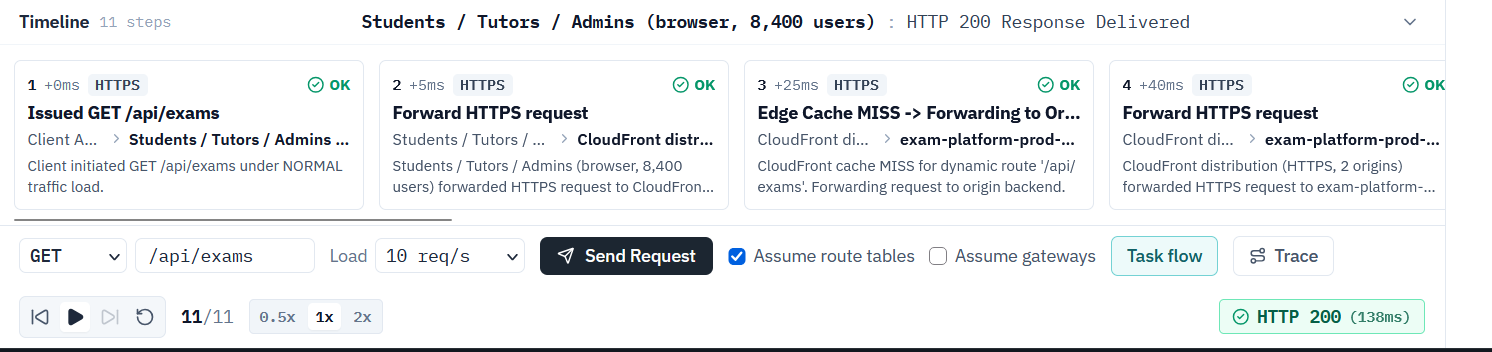 Timeline 11 steps Students / Tutors / Admins (browser, 8,400 users) : HTTP 200 Response Delivered
1 +0ms HTTPS OK
Issued GET /api/exams
Client A... > Students / Tutors / Admins ...
Client initiated GET /api/exams under NORMAL
traffic load.
2 +5ms HTTPS OK
Forward HTTPS request
Students / Tutors / ... > CloudFront distr...
Students / Tutors / Admins (browser, 8,400
users) forwarded HTTPS request to CloudFron...
3 +25ms HTTPS OK
Edge Cache MISS -> Forwarding to Or...
CloudFront di... > exam-platform-prod-...
CloudFront cache MISS for dynamic route '/api/
exams'. Forwarding request to origin backend.
4 +40ms HTTPS OK
Forward HTTPS request
CloudFront di... > exam-platform-prod-...
CloudFront distribution (HTTPS, 2 origins)
forwarded HTTPS request to exam-platform-...
GET /api/exams Load 10 req/s Send Request Assume route tables Assume gateways Task flow Trace
11/11 0.5x 1x 2x HTTP 200 (138ms)